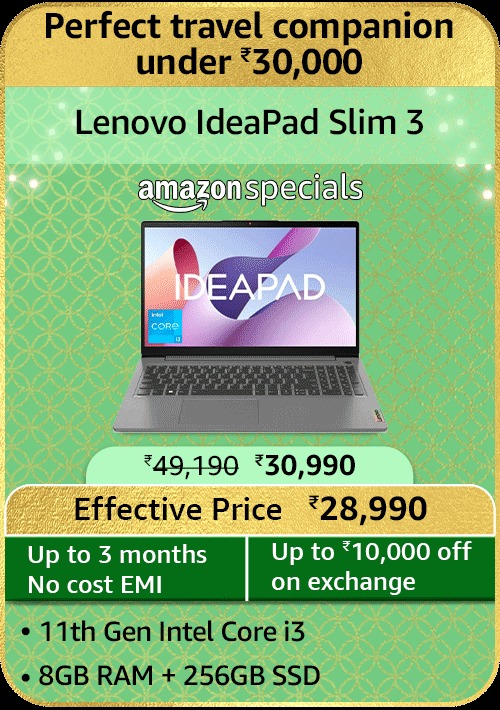 Perfect travel companion
under ₹30,000
Lenovo IdeaPad Slim 3
amazon specials
IDEAPAD
intel
CORE
i3
Lenovo
₹49,190 ₹30,990
Effective Price ₹28,990
Up to 3 months
No cost EMI
Up to ₹10,000 off
on exchange
• 11th Gen Intel Core i3
• 8GB RAM + 256GB SSD